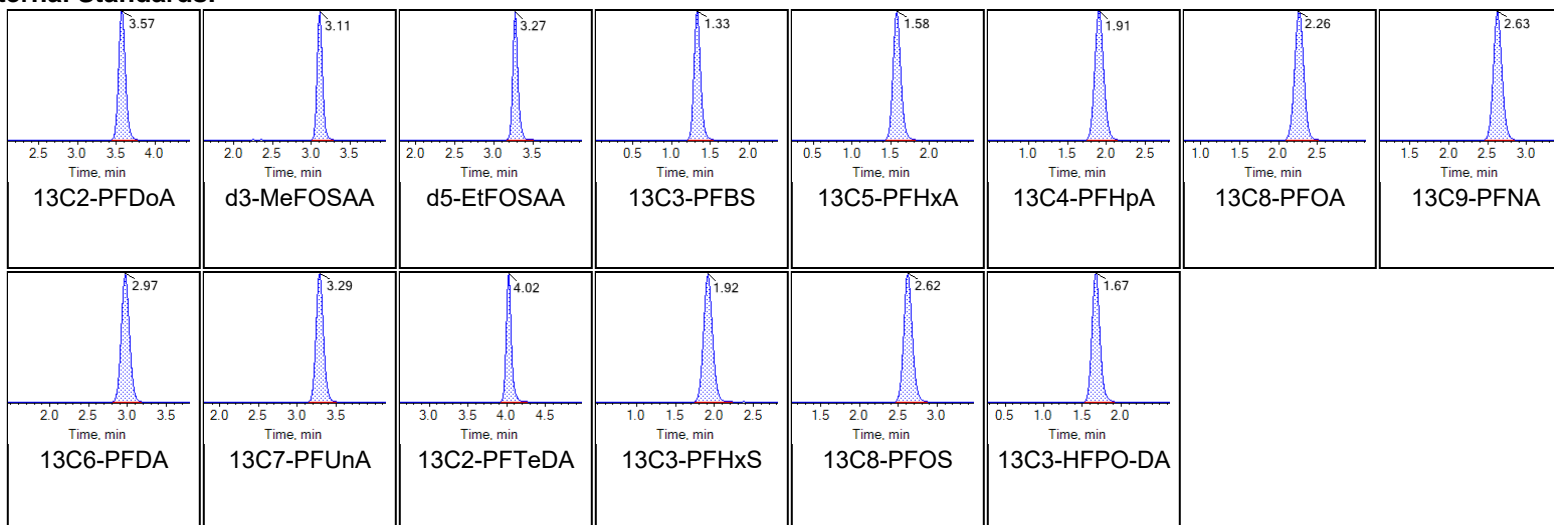 ternal Standards:
3.57 3.11 3.27 1.33 1.58 1.91 2.26 2.63
2.5 3.0 3.5 4.0 2.0 2.5 3.0 3.5 2.0 2.5 3.0 3.5 0.5 1.0 1.5 2.0 0.5 1.0 1.5 2.0 1.0 1.5 2.0 2.5 1.0 1.5 2.0 2.5 1.5 2.0 2.5 3.0
Time, min Time, min Time, min Time, min Time, min Time, min Time, min Time, min
13C2-PFDoA d3-MeFOSAA d5-EtFOSAA 13C3-PFBS 13C5-PFHxA 13C4-PFHpA 13C8-PFOA 13C9-PFNA
2.97 3.29 4.02 1.92 2.62 1.67
2.0 2.5 3.0 3.5 2.0 2.5 3.0 3.5 3.0 3.5 4.0 4.5 1.0 1.5 2.0 2.5 1.5 2.0 2.5 3.0 0.5 1.0 1.5 2.0
Time, min Time, min Time, min Time, min Time, min Time, min
13C6-PFDA 13C7-PFUnA 13C2-PFTeDA 13C3-PFHxS 13C8-PFOS 13C3-HFPO-DA